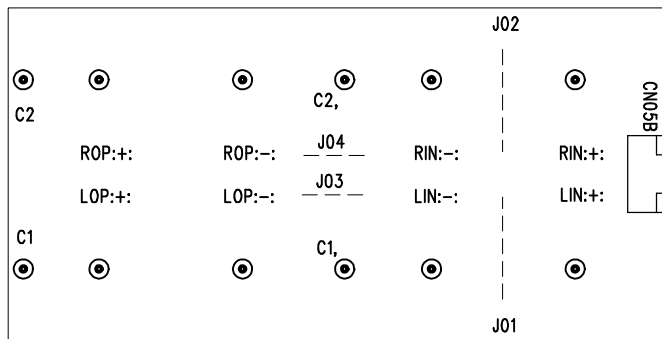 J02
C2
C2,
CN05B
ROP:+:
ROP:-:
J04
RIN:-:
RIN:+:
LOP:+:
LOP:-:
J03
LIN:-:
LIN:+:
C1
C1,
J01